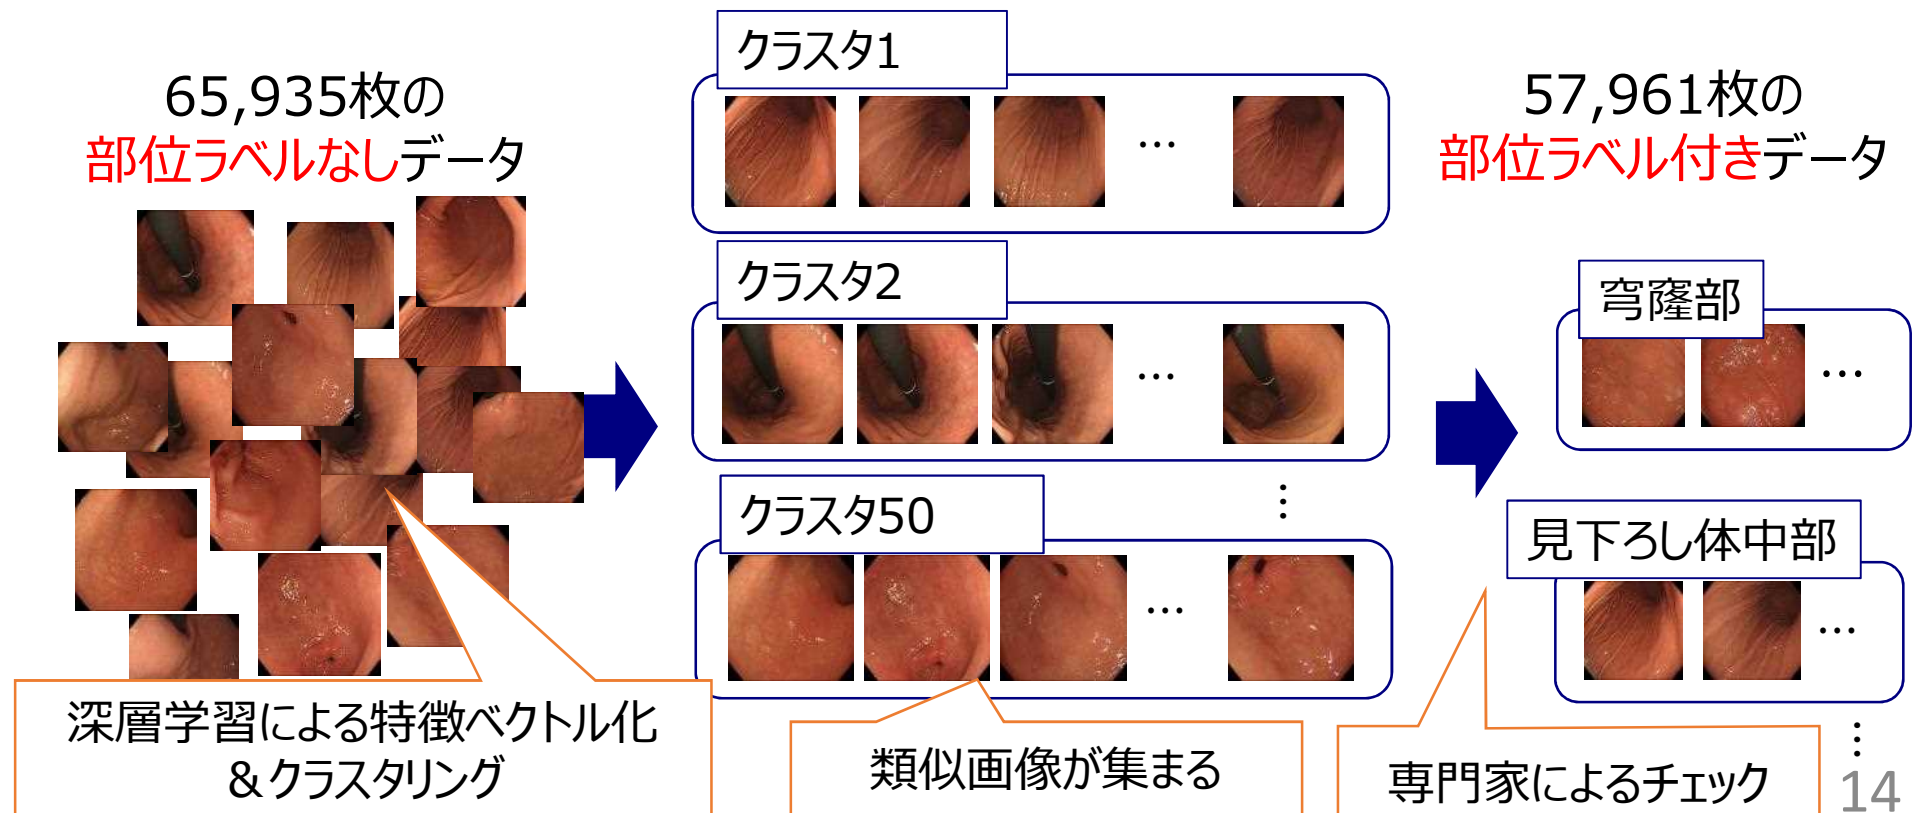 65,935枚の
部位ラベルなしデータ
深層学習による特徴ベクトル化
&クラスタリング
クラスタ1
…
クラスタ2
…
⋮
クラスタ50
…
類似画像が集まる
57,961枚の
部位ラベル付きデータ
穹窿部
…
見下ろし体中部
…
⋮
専門家によるチェック
14